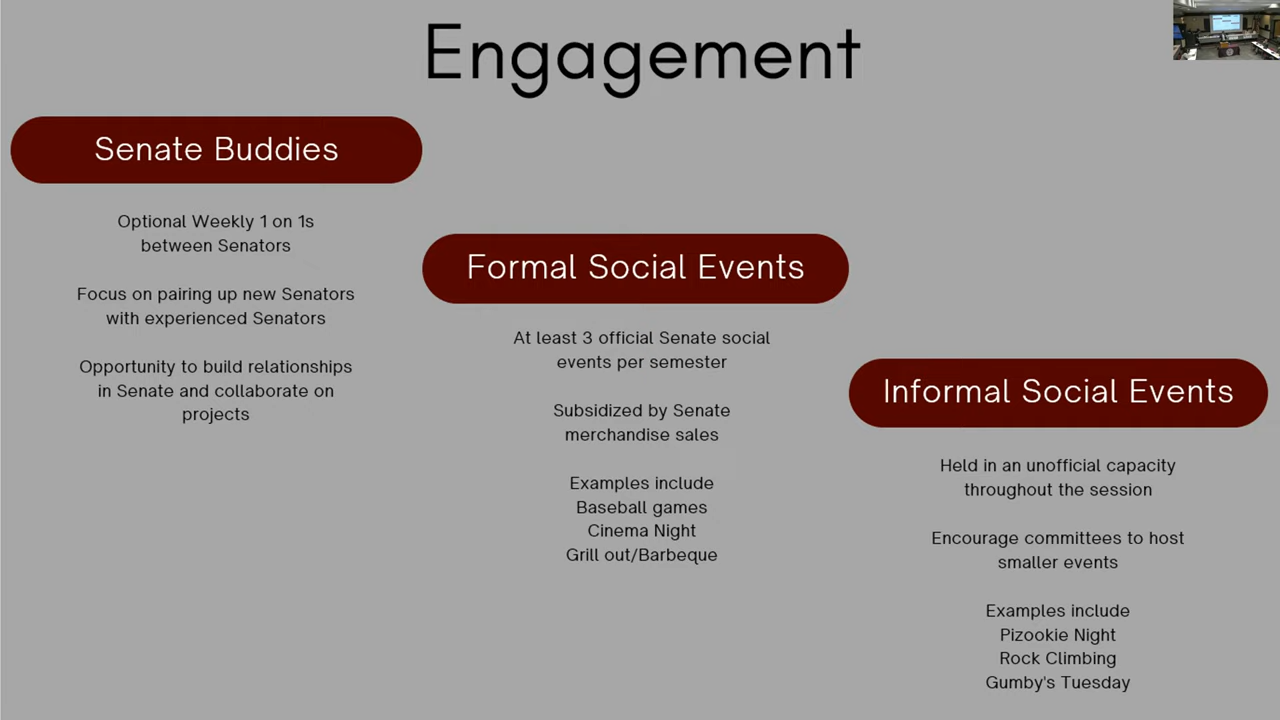 Engagement
Senate Buddies
Optional Weekly 1 on 1s
between Senators
Focus on pairing up new Senators
with experienced Senators
Opportunity to build relationships
in Senate and collaborate on
projects
Formal Social Events
At least 3 official Senate social
events per semester
Subsidized by Senate
merchandise sales
Examples include
Baseball games
Cinema Night
Grill out/Barbeque
Informal Social Events
Held in an unofficial capacity
throughout the session
Encourage committees to host
smaller events
Examples include
Pizookie Night
Rock Climbing
Gumby's Tuesday